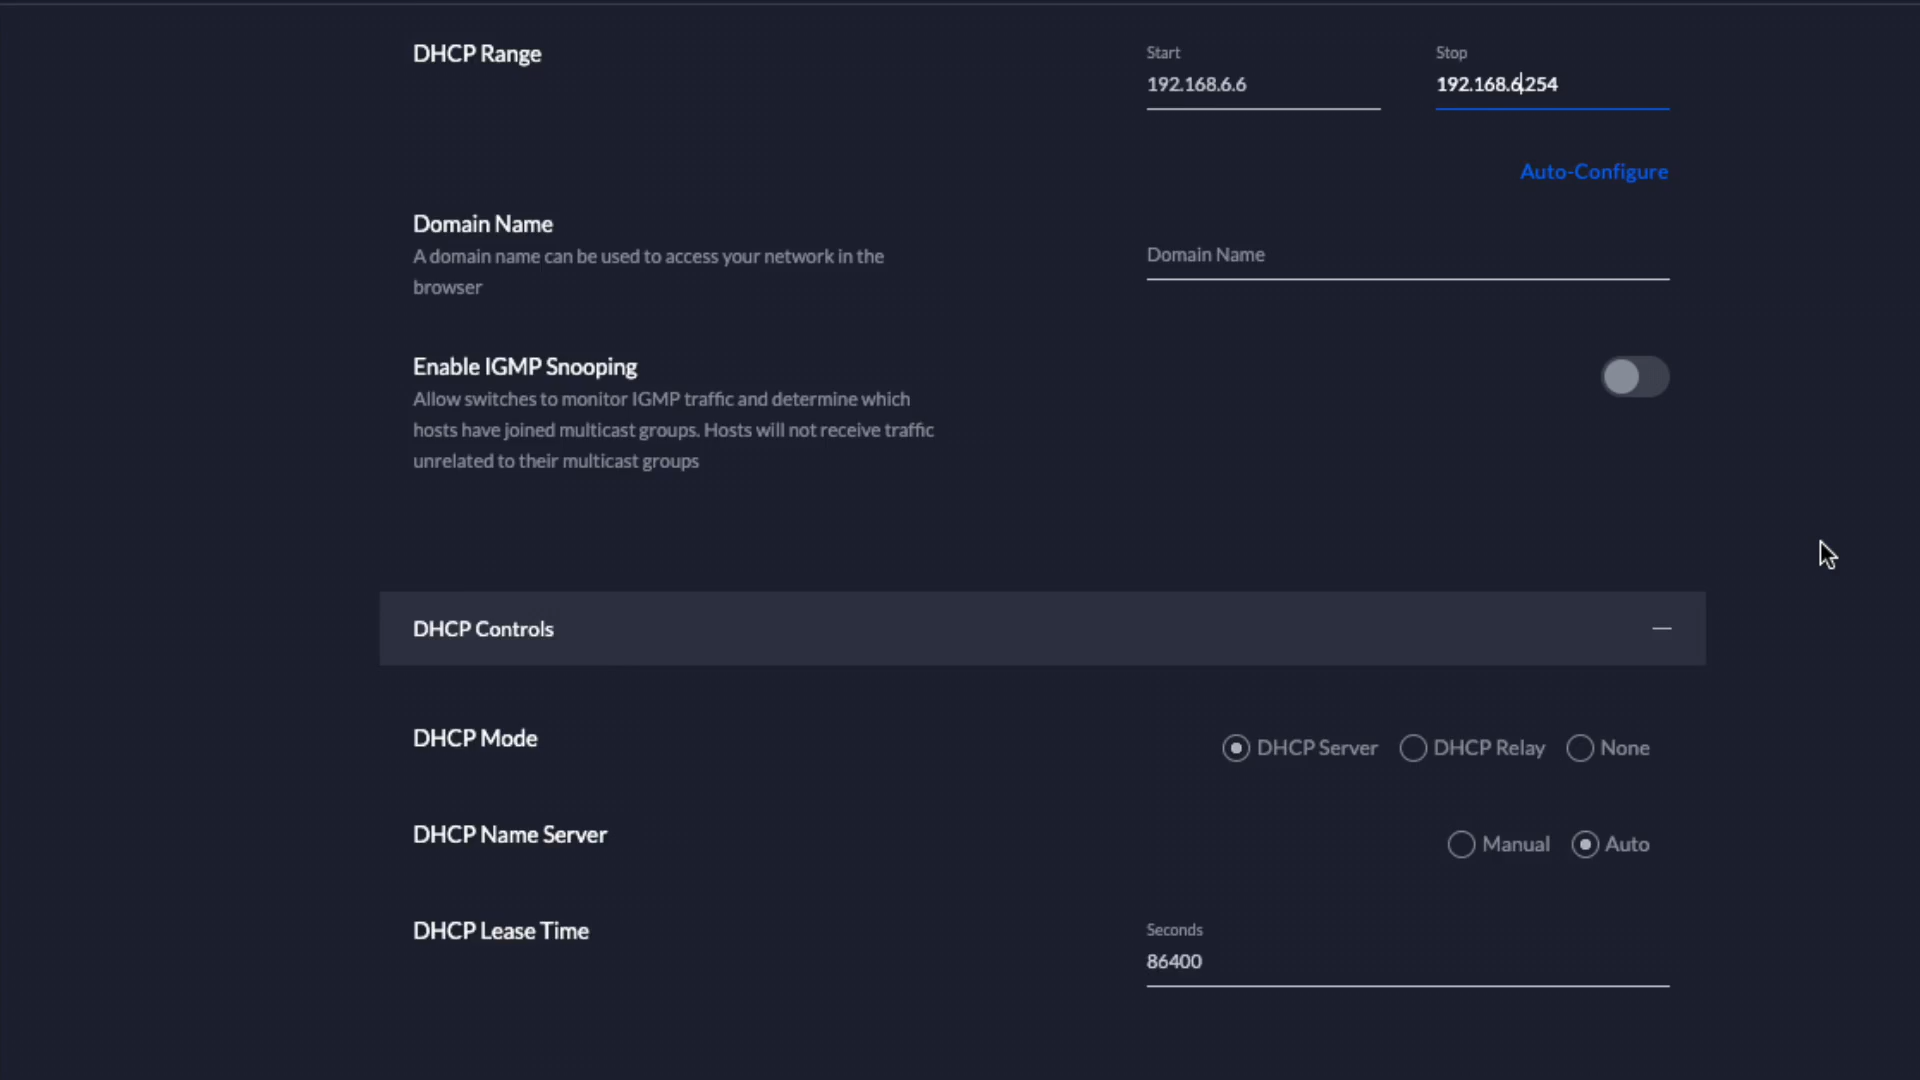 DHCP Range
Start
192.168.6.6
Stop
192.168.6.254
Auto-Configure
Domain Name
A domain name can be used to access your network in the
browser
Domain Name
Enable IGMP Snooping
Allow switches to monitor IGMP traffic and determine which
hosts have joined multicast groups. Hosts will not receive traffic
unrelated to their multicast groups
DHCP Controls
DHCP Mode
DHCP Server DHCP Relay None
DHCP Name Server
Manual Auto
DHCP Lease Time
Seconds
86400